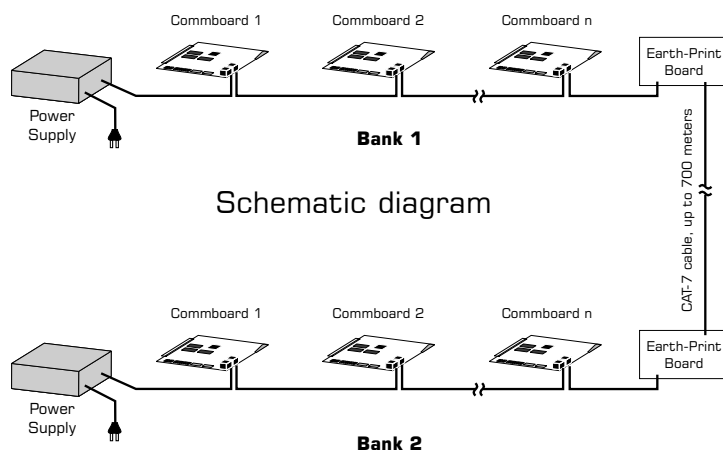 Commboard 1
Commboard 2
Commboard n
Earth-Print
Board
Power
Supply
Bank 1
CAT-7 cable, up to 700 meters
Schematic diagram
Commboard 1
Commboard 2
Commboard n
Earth-Print
Board
Power
Supply
Bank 2